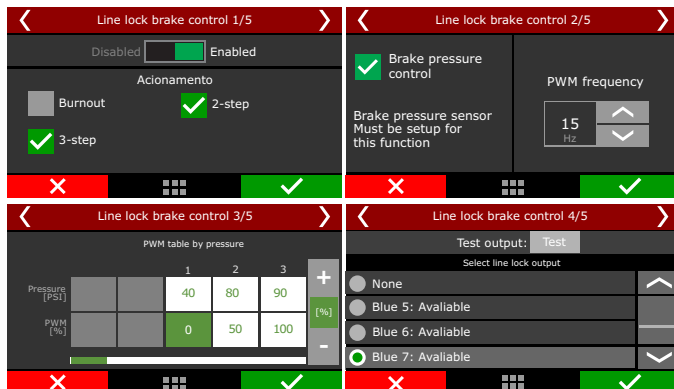 Line lock brake control 1/5
Disabled
Enabled
Acionamento
Burnout
2-step
3-step
Line lock brake control 2/5
Brake pressure
control
Brake pressure sensor
Must be setup for
this function
PWM frequency
15
Hz
Line lock brake control 3/5
PWM table by pressure
1 2 3
Pressure
[PSI]
40 80 90
PWM
[%]
0 50 100
+
[%]
-
Line lock brake control 4/5
Test output: Test
Select line lock output
None
Blue 5: Avaliable
Blue 6: Avaliable
Blue 7: Avaliable